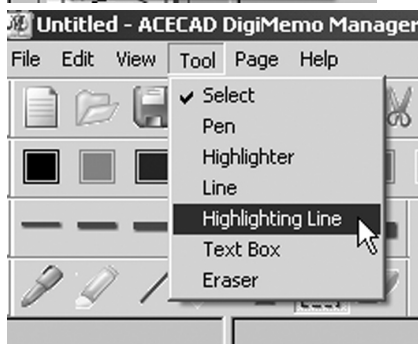 Untitled - ACECAD DigiMemo Manager
File Edit View Tool Page Help
Select
Pen
Highlighter
Line
Highlighting Line
Text Box
Eraser